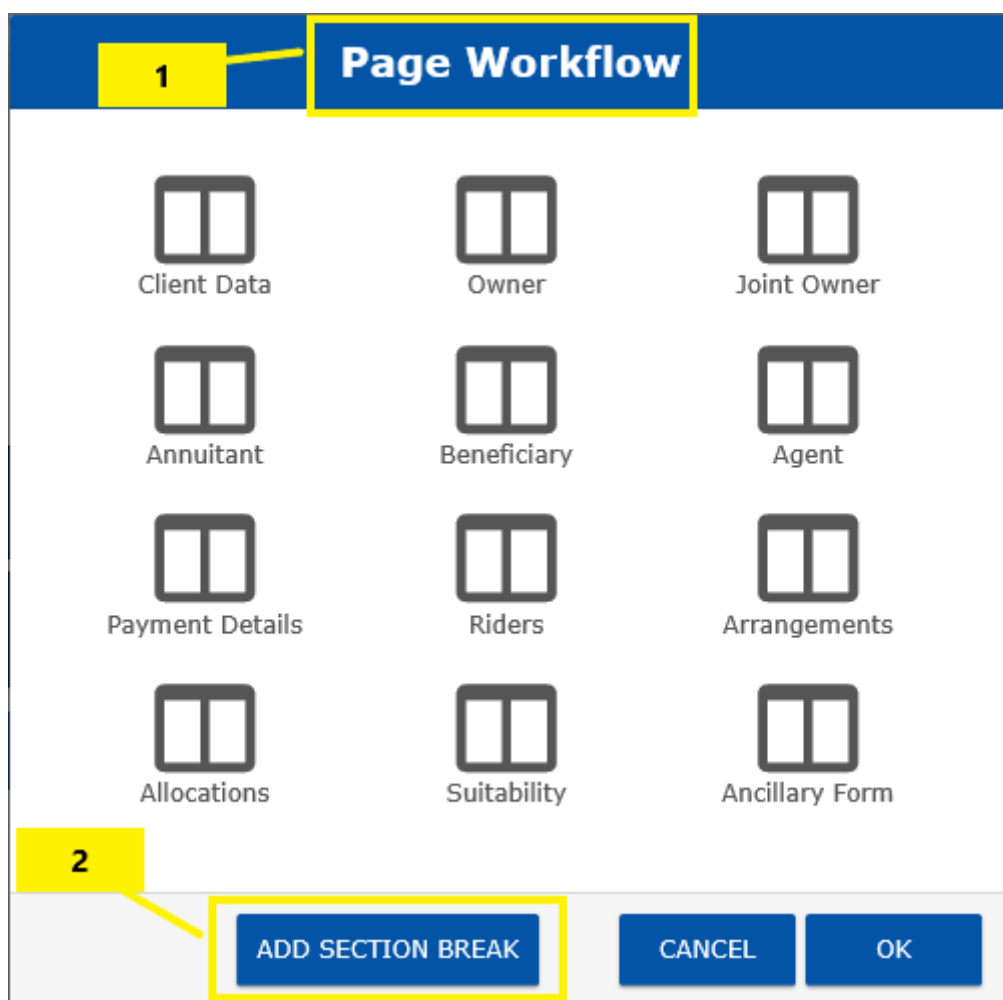 1
Page Workflow
Client Data
Owner
Joint Owner
Annuitant
Beneficiary
Agent
Payment Details
Riders
Arrangements
Allocations
Suitability
Ancillary Form
2
ADD SECTION BREAK
CANCEL
OK